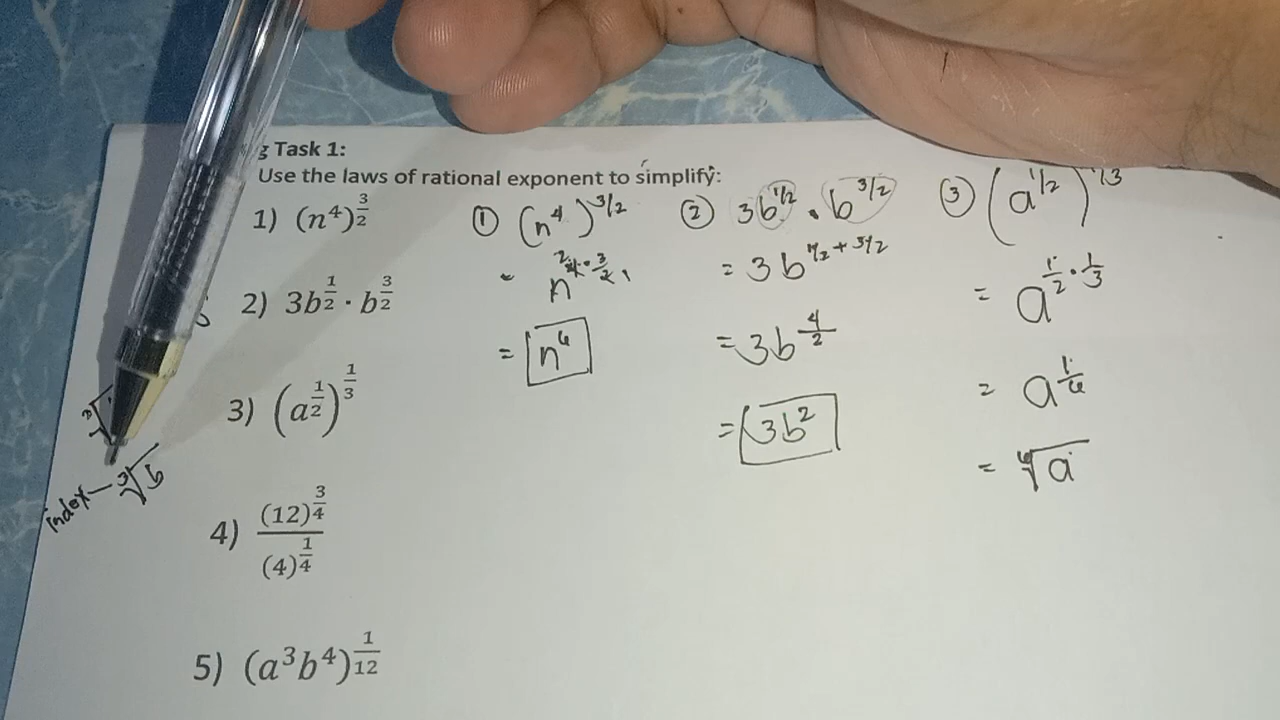 g Task 1:
Use the laws of rational exponent to simplify:
1) (n⁴)^(3/2)
2) 3b^(1/2) · b^(3/2)
3) (a^(1/2))^(1/3)
4) (12)^(3/4) / (4)^(1/4)
5) (a³b⁴)^(1/12)
index — ³√b
① (n⁴)^(3/2)
= n^(4·3/2)
= n⁶
② 3b^(1/2) · b^(3/2)
= 3b^(1/2 + 3/2)
= 3b^(4/2)
= 3b²
③ (a^(1/2))^(1/3)
= a^(1/2 · 1/3)
= a^(1/6)
= ⁶√a